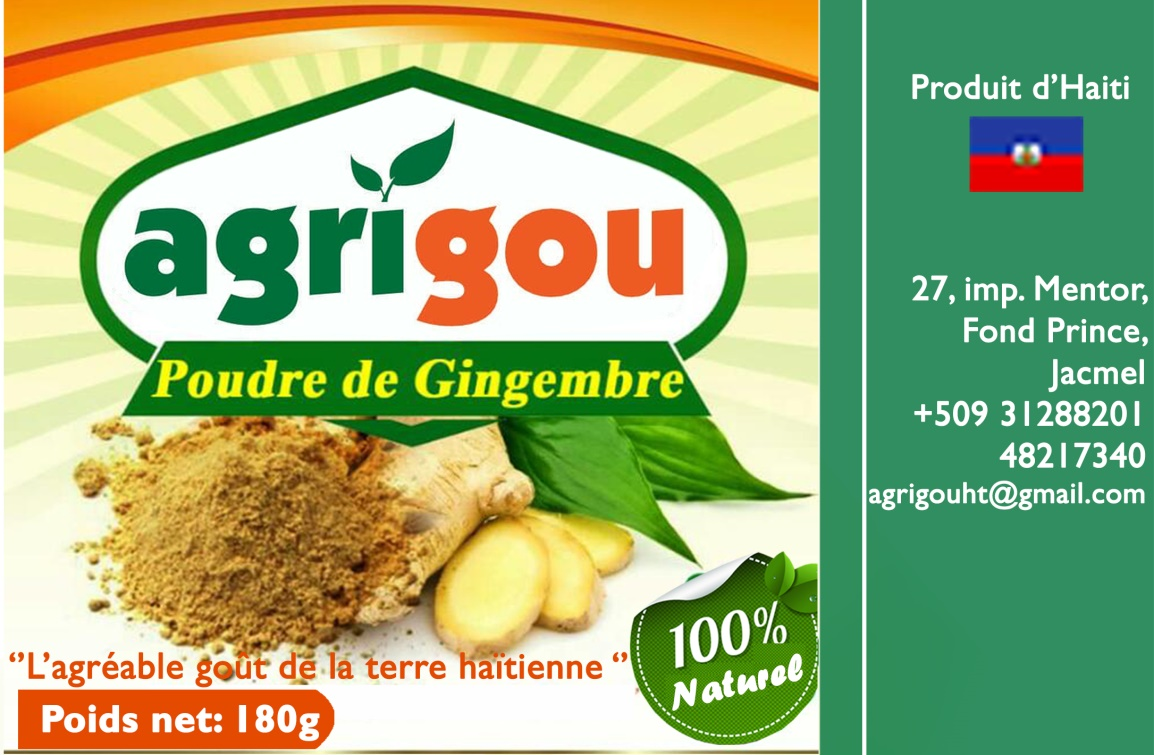 agrigou
Poudre de Gingembre
100%
Naturel
‘’L’agréable goût de la terre haïtienne ‘’
Poids net: 180g
Produit d’Haiti
27, imp. Mentor,
Fond Prince,
Jacmel
+509 31288201
48217340
agrigouht@gmail.com